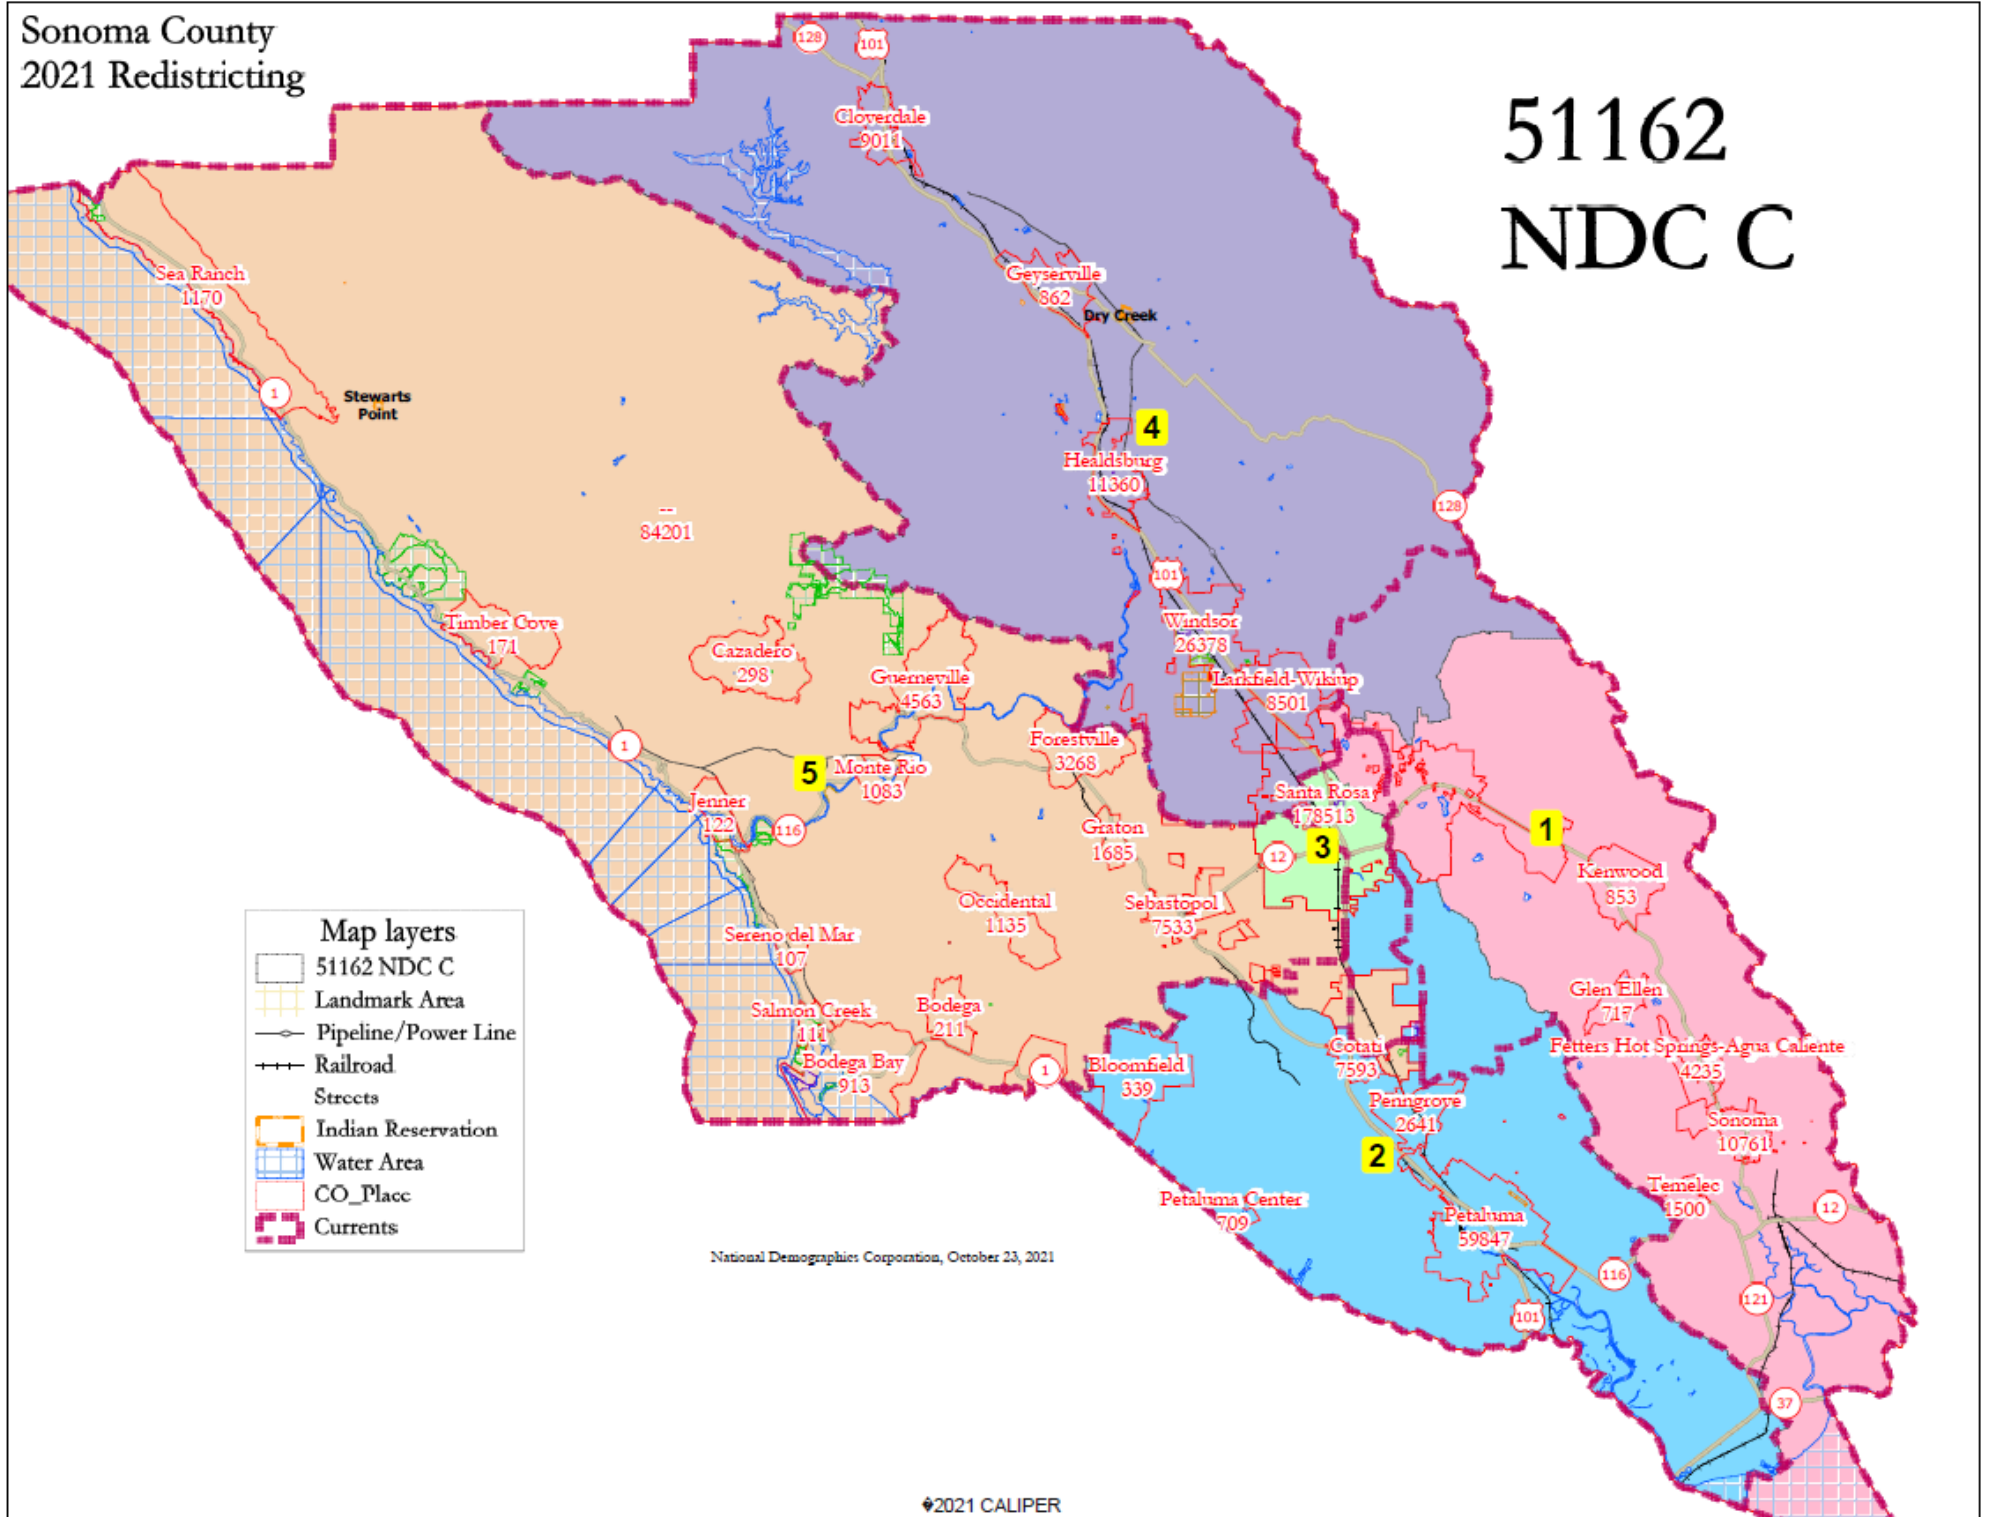 Sonoma County
2021 Redistricting
51162
NDC C
128
101
Cloverdale
9011
Sea Ranch
1170
Geyserville
862
Dry Creek
1
Stewarts
Point
4
Healdsburg
11360
128
--
84201
101
Timber Cove
171
Windsor
26378
Cazadero
298
Guerneville
4563
Larkfield-Wikiup
8501
1
Forestville
3268
5
Monte Rio
1083
Jenner
122
116
Santa Rosa
178513
Graton
1685
3
12
1
Kenwood
853
Occidental
1135
Sebastopol
7533
Sereno del Mar
107
Glen Ellen
717
Salmon Creek
111
Bodega
211
Bodega Bay
913
1
Bloomfield
339
Cotati
7593
Fetters Hot Springs-Agua Caliente
4235
Penngrove
2641
Sonoma
10761
2
Petaluma Center
709
Petaluma
59847
Temelec
1500
12
116
121
101
37
Map layers
51162 NDC C
Landmark Area
Pipeline/Power Line
Railroad
Streets
Indian Reservation
Water Area
CO_Place
Currents
National Demographics Corporation, October 23, 2021
�2021 CALIPER